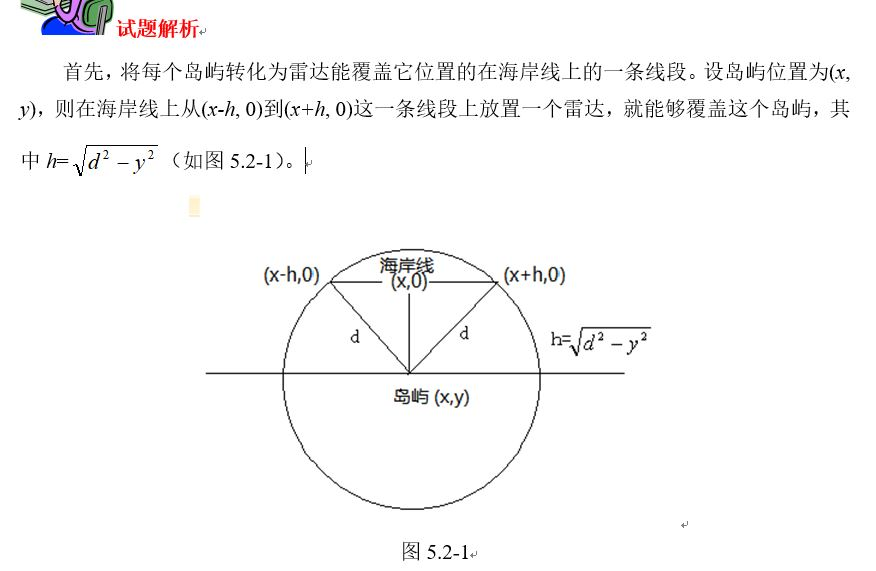 试题解析
首先，将每个岛屿转化为雷达能覆盖它位置的在海岸线上的一条线段。设岛屿位置为(x,
y)，则在海岸线上从(x-h, 0)到(x+h, 0)这一条线段上放置一个雷达，就能够覆盖这个岛屿，其
中 h=√(d² − y²)（如图 5.2-1）。
海岸线
(x-h,0)
(x,0)
(x+h,0)
d
d
h=√(d² − y²)
岛屿 (x,y)
图 5.2-1